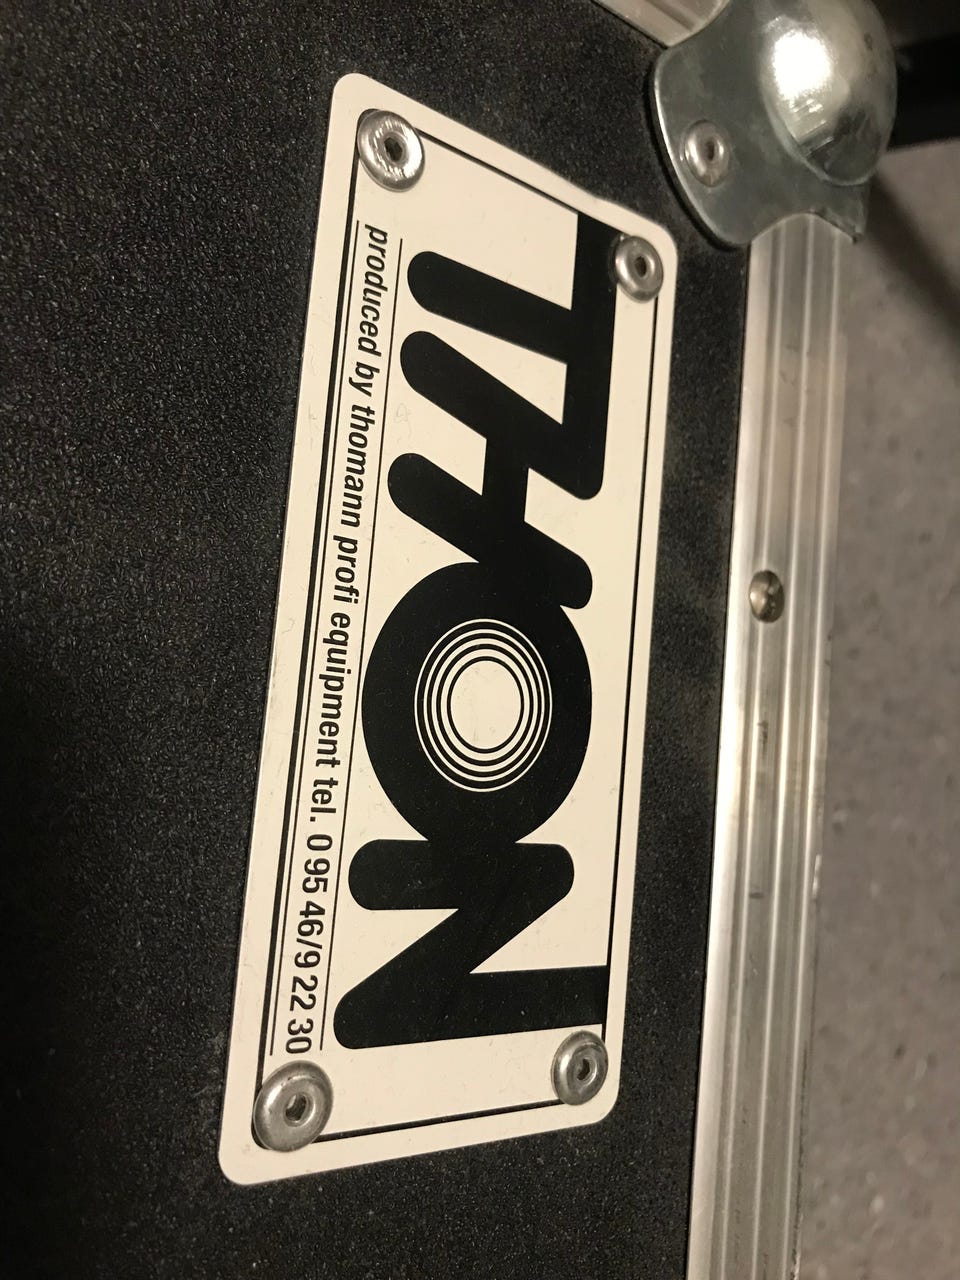 THON
produced by thomann profi equipment tel. 0 95 46/9 22 30